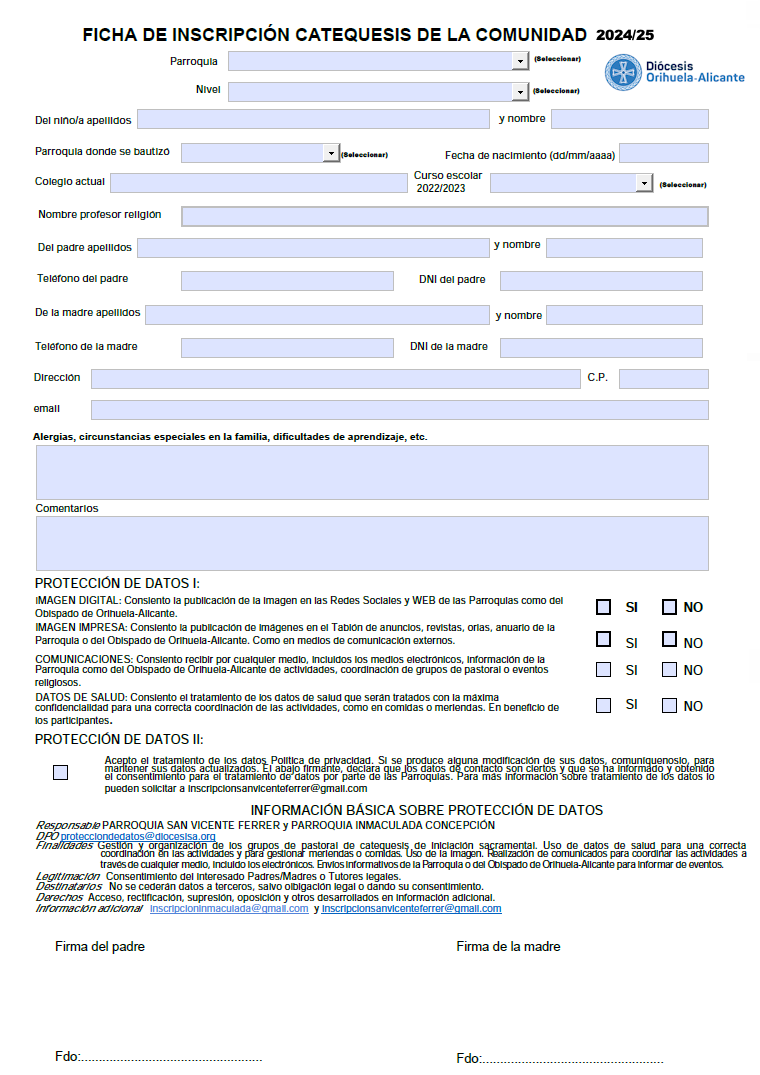 FICHA DE INSCRIPCIÓN CATEQUESIS DE LA COMUNIDAD 2024/25
Parroquia (Seleccionar)
Diócesis
Orihuela-Alicante
Nivel (Seleccionar)
Del niño/a apellidos y nombre
Parroquia donde se bautizó (Seleccionar) Fecha de nacimiento (dd/mm/aaaa)
Colegio actual Curso escolar
2022/2023 (Seleccionar)
Nombre profesor religión
Del padre apellidos y nombre
Teléfono del padre DNI del padre
De la madre apellidos y nombre
Teléfono de la madre DNI de la madre
Dirección C.P.
email
Alergias, circunstancias especiales en la familia, dificultades de aprendizaje, etc.
Comentarios
PROTECCIÓN DE DATOS I:
IMAGEN DIGITAL: Consiento la publicación de la imagen en las Redes Sociales y WEB de las Parroquias como del
Obispado de Orihuela-Alicante.
SI NO
IMAGEN IMPRESA: Consiento la publicación de imágenes en el Tablón de anuncios, revistas, orlas, anuario de la
Parroquia o del Obispado de Orihuela-Alicante. Como en medios de comunicación externos.
SI NO
COMUNICACIONES: Consiento recibir por cualquier medio, incluidos los medios electrónicos, información de la
Parroquia como del Obispado de Orihuela-Alicante de actividades, coordinación de grupos de pastoral o eventos
religiosos.
SI NO
DATOS DE SALUD: Consiento el tratamiento de los datos de salud que serán tratados con la máxima
confidencialidad para una correcta coordinación de las actividades, como en comidas o meriendas. En beneficio de
los participantes.
SI NO
PROTECCIÓN DE DATOS II:
Acepto el tratamiento de los datos Política de privacidad. Si se produce alguna modificación de sus datos, comuníquenoslo, para
mantener sus datos actualizados. El abajo firmante, declara que los datos de contacto son ciertos y que se ha informado y obtenido
el consentimiento para el tratamiento de datos por parte de las Parroquias. Para más información sobre tratamiento de los datos lo
pueden solicitar a inscripcionsanvicenteferrer@gmail.com
INFORMACIÓN BÁSICA SOBRE PROTECCIÓN DE DATOS
Responsable PARROQUIA SAN VICENTE FERRER y PARROQUIA INMACULADA CONCEPCIÓN
DPO protecciondedatos@diocesisa.org
Finalidades Gestión y organización de los grupos de pastoral de catequesis de iniciación sacramental. Uso de datos de salud para una correcta
coordinación en las actividades y para gestionar meriendas o comidas. Uso de la imagen. Realización de comunicados para coordinar las actividades a
través de cualquier medio, incluido los electrónicos. Envíos informativos de la Parroquia o del Obispado de Orihuela-Alicante para informar de eventos.
Legitimación Consentimiento del interesado Padres/Madres o Tutores legales.
Destinatarios No se cederán datos a terceros, salvo obligación legal o dando su consentimiento.
Derechos Acceso, rectificación, supresión, oposición y otros desarrollados en información adicional.
Información adicional inscripcioninmaculada@gmail.com y inscripcionsanvicenteferrer@gmail.com
Firma del padre Firma de la madre
Fdo:................................................... Fdo:...................................................